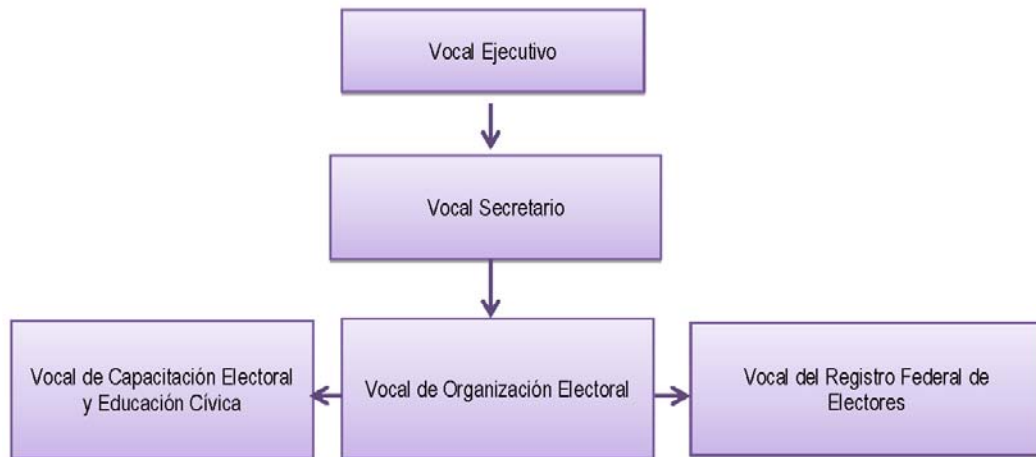 Vocal Ejecutivo
Vocal Secretario
Vocal de Capacitación Electoral
y Educación Cívica
Vocal de Organización Electoral
Vocal del Registro Federal de
Electores